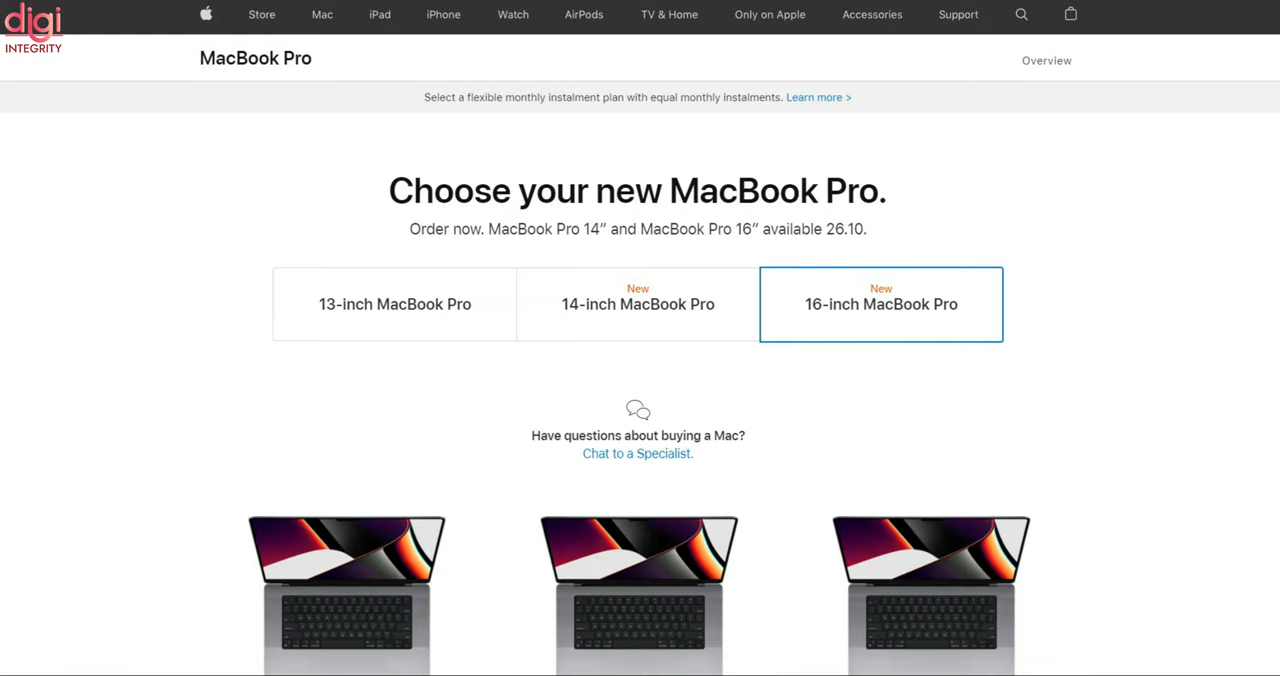 digi
INTEGRITY
Store Mac iPad iPhone Watch AirPods TV & Home Only on Apple Accessories Support
MacBook Pro
Overview
Select a flexible monthly instalment plan with equal monthly instalments. Learn more >
Choose your new MacBook Pro.
Order now. MacBook Pro 14″ and MacBook Pro 16″ available 26.10.
13-inch MacBook Pro
New
14-inch MacBook Pro
New
16-inch MacBook Pro
Have questions about buying a Mac?
Chat to a Specialist.